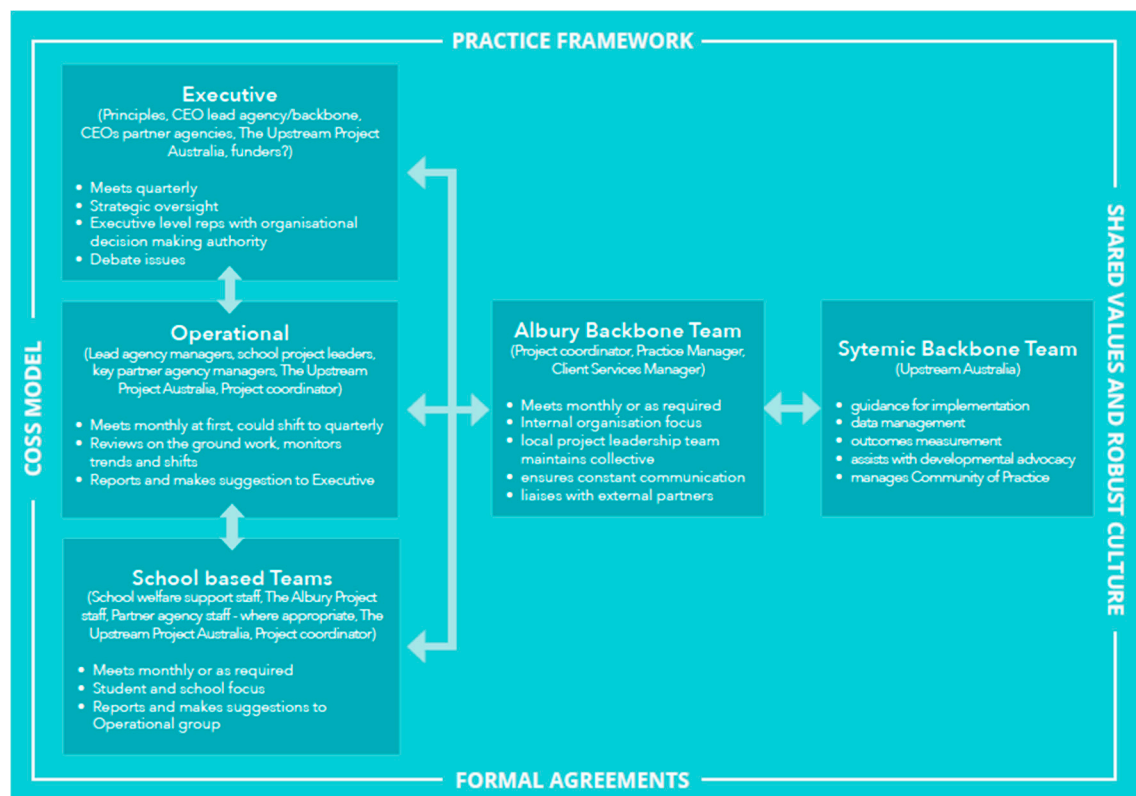 PRACTICE FRAMEWORK
Executive
(Principles, CEO lead agency/backbone,
CEOs partner agencies, The Upstream Project
Australia, funders?)
• Meets quarterly
• Strategic oversight
• Executive level reps with organisational
decision making authority
• Debate issues
Operational
(Lead agency managers, school project leaders,
key partner agency managers, The Upstream
Project Australia, Project coordinator)
• Meets monthly at first, could shift to quarterly
• Reviews on the ground work, monitors
trends and shifts
• Reports and makes suggestion to Executive
School based Teams
(School welfare support staff, The Albury Project
staff, Partner agency staff - where appropriate, The
Upstream Project Australia, Project coordinator)
• Meets monthly or as required
• Student and school focus
• Reports and makes suggestions to
Operational group
Albury Backbone Team
(Project coordinator, Practice Manager,
Client Services Manager)
• Meets monthly or as required
• Internal organisation focus
• local project leadership team
maintains collective
• ensures constant communication
• liaises with external partners
Sytemic Backbone Team
(Upstream Australia)
• guidance for implementation
• data management
• outcomes measurement
• assists with developmental advocacy
• manages Community of Practice
COSS MODEL
SHARED VALUES AND ROBUST CULTURE
FORMAL AGREEMENTS